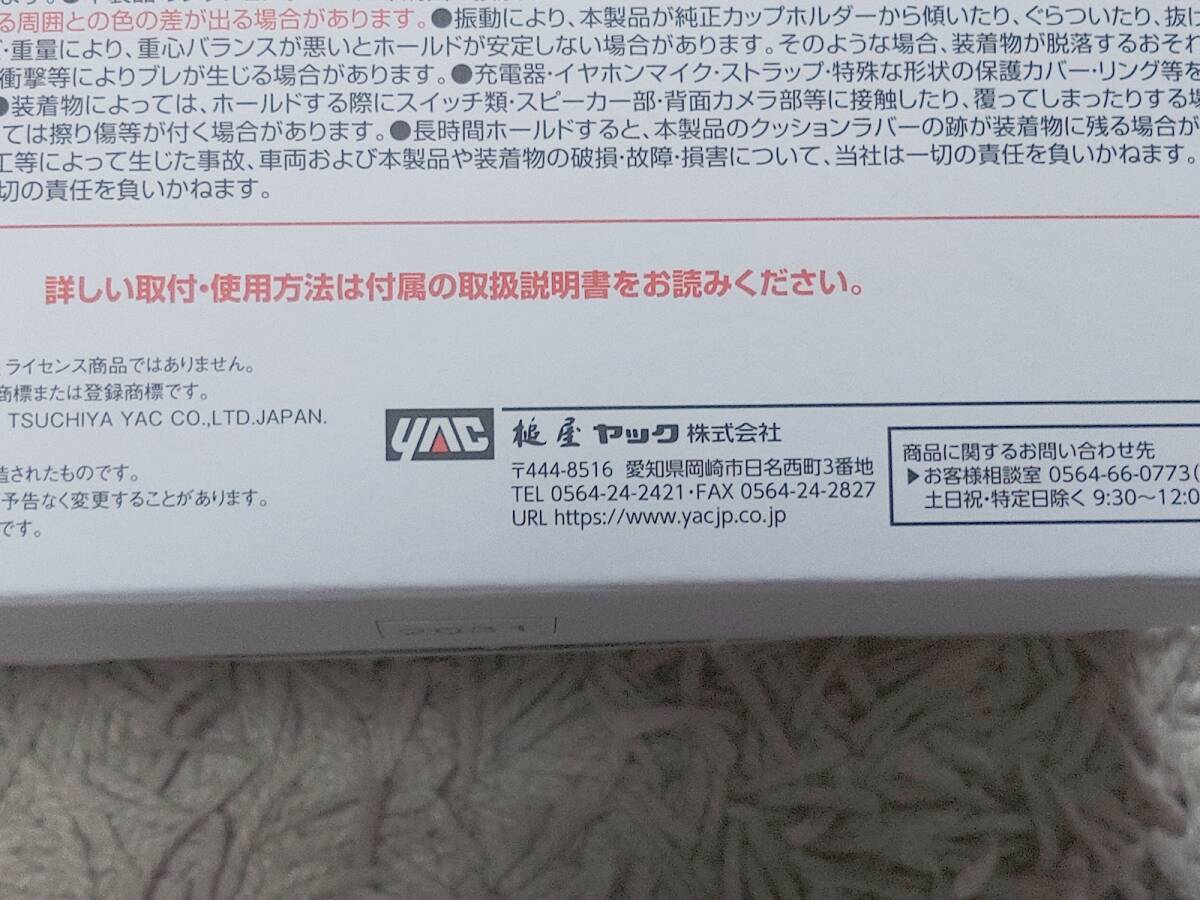 る周囲との色の差が出る場合があります。●振動により、本製品が純正カップホルダーから傾いたり、ぐらついたり、抜け
・重量により、重心バランスが悪いとホールドが安定しない場合があります。そのような場合、装着物が脱落するおそれ
衝撃等によりブレが生じる場合があります。●充電器・イヤホンマイク・ストラップ・特殊な形状の保護カバー・リング等を
●装着物によっては、ホールドする際にスイッチ類・スピーカー部・背面カメラ部等に接触したり、覆ってしまったりする場
ては擦り傷等が付く場合があります。●長時間ホールドすると、本製品のクッションラバーの跡が装着物に残る場合が
工等によって生じた事故、車両および本製品や装着物の破損・故障・損害について、当社は一切の責任を負いかねます。
切の責任を負いかねます。
詳しい取付・使用方法は付属の取扱説明書をお読みください。
ライセンス商品ではありません。
商標または登録商標です。
TSUCHIYA YAC CO.,LTD.JAPAN.
造されたものです。
予告なく変更することがあります。
です。
YAC 槌屋ヤック株式会社
〒444-8516 愛知県岡崎市日名西町3番地
TEL 0564-24-2421・FAX 0564-24-2827
URL https://www.yacjp.co.jp
商品に関するお問い合わせ先
▶お客様相談室 0564-66-0773(
土日祝・特定日除く 9:30〜12:0
2031